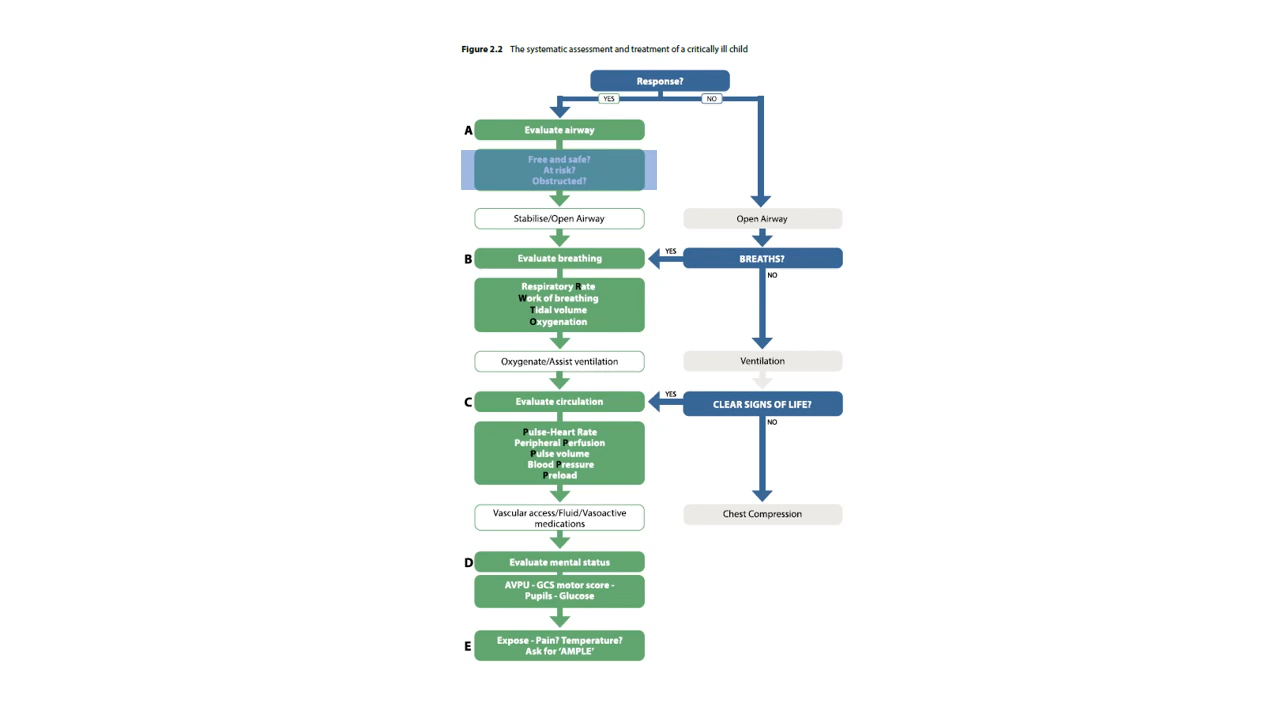 Figure 2.2 The systematic assessment and treatment of a critically ill child
Response?
YES
NO
A
Evaluate airway
Free and safe?
At risk?
Obstructed?
Stabilise/Open Airway
Open Airway
B
Evaluate breathing
YES
BREATHS?
NO
Respiratory Rate
Work of breathing
Tidal volume
Oxygenation
Oxygenate/Assist ventilation
Ventilation
C
Evaluate circulation
YES
CLEAR SIGNS OF LIFE?
NO
Pulse-Heart Rate
Peripheral Perfusion
Pulse volume
Blood Pressure
Preload
Vascular access/Fluid/Vasoactive
medications
Chest Compression
D
Evaluate mental status
AVPU - GCS motor score -
Pupils - Glucose
E
Expose - Pain? Temperature?
Ask for ‘AMPLE’